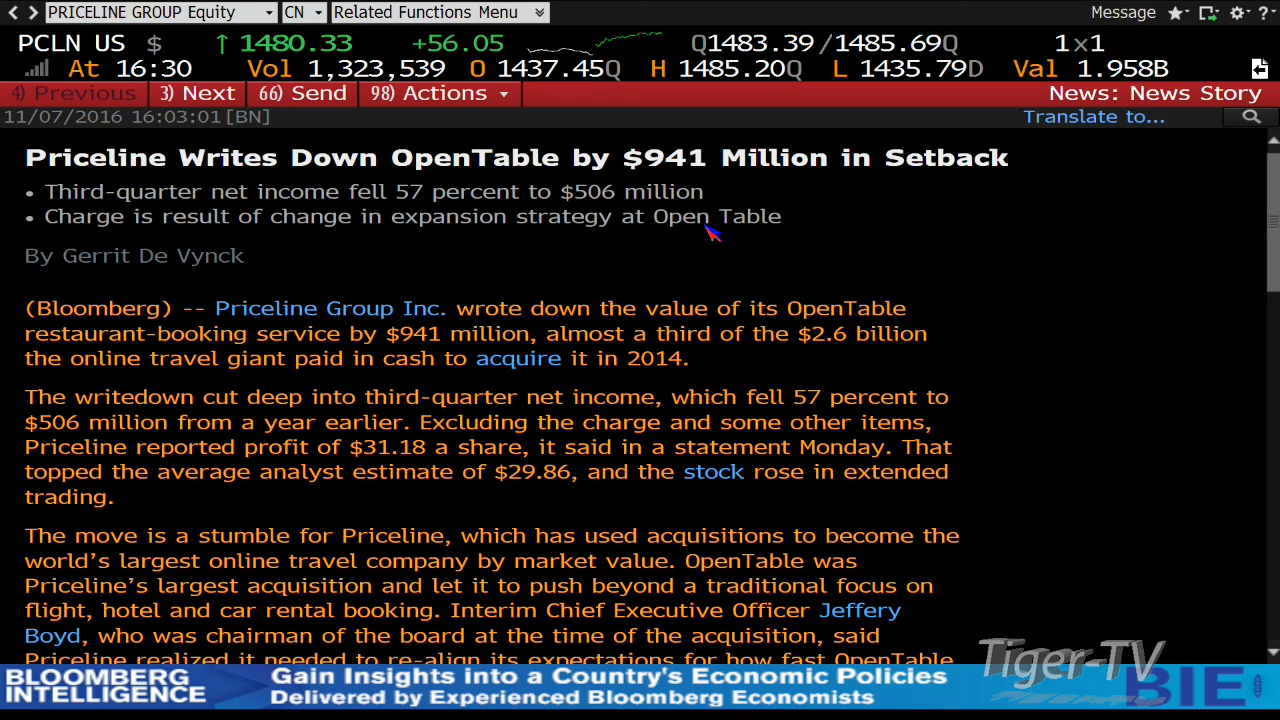 PRICELINE GROUP Equity CN Related Functions Menu Message ?
PCLN US $ ↑ 1480.33 +56.05 Q1483.39/1485.69Q 1×1
At 16:30 Vol 1,323,539 O 1437.45Q H 1485.20Q L 1435.79D Val 1.958B
4) Previous 3) Next 66) Send 98) Actions News: News Story
11/07/2016 16:03:01[BN] Translate to...
Priceline Writes Down OpenTable by $941 Million in Setback
• Third-quarter net income fell 57 percent to $506 million
• Charge is result of change in expansion strategy at Open Table
By Gerrit De Vynck
(Bloomberg) -- Priceline Group Inc. wrote down the value of its OpenTable
restaurant-booking service by $941 million, almost a third of the $2.6 billion
the online travel giant paid in cash to acquire it in 2014.
The writedown cut deep into third-quarter net income, which fell 57 percent to
$506 million from a year earlier. Excluding the charge and some other items,
Priceline reported profit of $31.18 a share, it said in a statement Monday. That
topped the average analyst estimate of $29.86, and the stock rose in extended
trading.
The move is a stumble for Priceline, which has used acquisitions to become the
world's largest online travel company by market value. OpenTable was
Priceline's largest acquisition and let it to push beyond a traditional focus on
flight, hotel and car rental booking. Interim Chief Executive Officer Jeffery
Boyd, who was chairman of the board at the time of the acquisition, said
Priceline realized it needed to re-align its expectations for how fast OpenTable
BLOOMBERG
INTELLIGENCE
Gain Insights into a Country's Economic Policies
Delivered by Experienced Bloomberg Economists
Tiger-TV
BIE